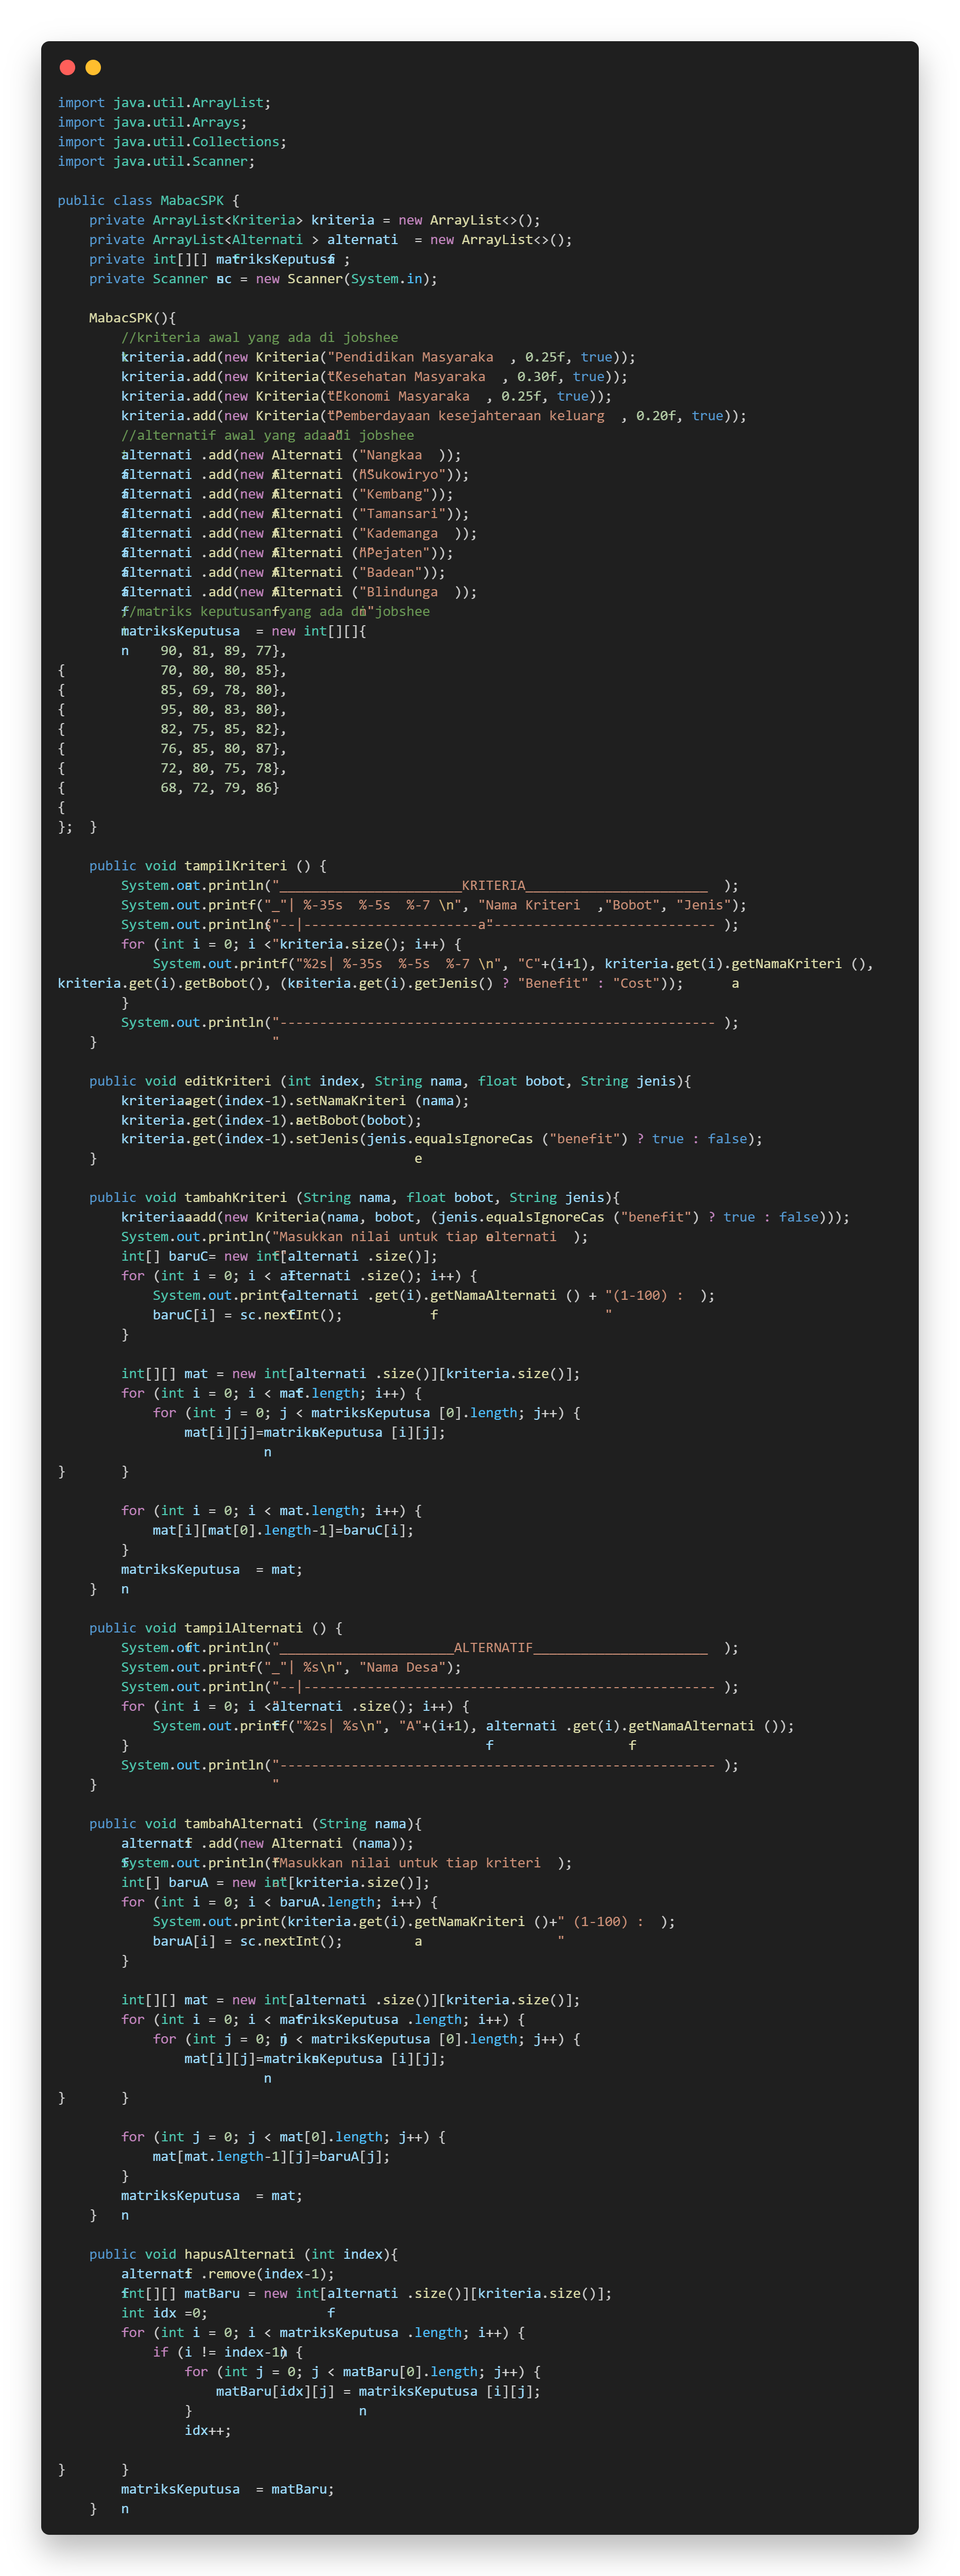 import java.util.ArrayList;
import java.util.Arrays;
import java.util.Collections;
import java.util.Scanner;

public class MabacSPK {
    private ArrayList<Kriteria> kriteria = new ArrayList<>();
    private ArrayList<Alternati > alternati  = new ArrayList<>();
    private int[][] matriksKeputusa  ;
    private Scanner sc = new Scanner(System.in);

    MabacSPK(){
        //kriteria awal yang ada di jobshee
        kriteria.add(new Kriteria("Pendidikan Masyaraka  , 0.25f, true));
        kriteria.add(new Kriteria("Kesehatan Masyaraka  , 0.30f, true));
        kriteria.add(new Kriteria("Ekonomi Masyaraka  , 0.25f, true));
        kriteria.add(new Kriteria("Pemberdayaan kesejahteraan keluarg  , 0.20f, true));
        //alternatif awal yang ada di jobshee
        alternati .add(new Alternati ("Nangkaa  ));
        alternati .add(new Alternati ("Sukowiryo"));
        alternati .add(new Alternati ("Kembang"));
        alternati .add(new Alternati ("Tamansari"));
        alternati .add(new Alternati ("Kademanga  ));
        alternati .add(new Alternati ("Pejaten"));
        alternati .add(new Alternati ("Badean"));
        alternati .add(new Alternati ("Blindunga  ));
        //matriks keputusan yang ada di jobshee
        matriksKeputusa  = new int[][]{
        n    90, 81, 89, 77},
{            70, 80, 80, 85},
{            85, 69, 78, 80},
{            95, 80, 83, 80},
{            82, 75, 85, 82},
{            76, 85, 80, 87},
{            72, 80, 75, 78},
{            68, 72, 79, 86}
{
};  }

    public void tampilKriteri () {
        System.out.println("_______________________KRITERIA_______________________  );
        System.out.printf("_"| %-35s  %-5s  %-7 \n", "Nama Kriteri  ,"Bobot", "Jenis");
        System.out.println("--|----------------------a"---------------------------- );
        for (int i = 0; i <"kriteria.size(); i++) {
            System.out.printf("%2s| %-35s  %-5s  %-7 \n", "C"+(i+1), kriteria.get(i).getNamaKriteri (),
kriteria.get(i).getBobot(), (kriteria.get(i).getJenis() ? "Benefit" : "Cost"));      a
        }
        System.out.println("------------------------------------------------------- );
    }                      "

    public void editKriteri (int index, String nama, float bobot, String jenis){
        kriteria.get(index-1).setNamaKriteri (nama);
        kriteria.get(index-1).setBobot(bobot);
        kriteria.get(index-1).setJenis(jenis.equalsIgnoreCas ("benefit") ? true : false);
    }                                        e

    public void tambahKriteri (String nama, float bobot, String jenis){
        kriteria.add(new Kriteria(nama, bobot, (jenis.equalsIgnoreCas ("benefit") ? true : false)));
        System.out.println("Masukkan nilai untuk tiap alternati  );
        int[] baruC= new int[alternati .size()];
        for (int i = 0; i < alternati .size(); i++) {
            System.out.print(alternati .get(i).getNamaAlternati () + "(1-100) :  );
            baruC[i] = sc.nextInt();           f                     "
        }

        int[][] mat = new int[alternati .size()][kriteria.size()];
        for (int i = 0; i < mat.length; i++) {
            for (int j = 0; j < matriksKeputusa [0].length; j++) {
                mat[i][j]=matriksKeputusa [i][j];
                          n
}       }

        for (int i = 0; i < mat.length; i++) {
            mat[i][mat[0].length-1]=baruC[i];
        }
        matriksKeputusa  = mat;
    }   n

    public void tampilAlternati () {
        System.out.println("______________________ALTERNATIF______________________  );
        System.out.printf("_"| %s\n", "Nama Desa");
        System.out.println("--|---------------------------------------------------- );
        for (int i = 0; i <alternati .size(); i++) {
            System.out.printf("%2s| %s\n", "A"+(i+1), alternati .get(i).getNamaAlternati ());
        }                                             f                 f
        System.out.println("------------------------------------------------------- );
    }                      "

    public void tambahAlternati (String nama){
        alternati .add(new Alternati (nama));
        System.out.println("Masukkan nilai untuk tiap kriteri  );
        int[] baruA = new int[kriteria.size()];
        for (int i = 0; i < baruA.length; i++) {
            System.out.print(kriteria.get(i).getNamaKriteri ()+" (1-100) :  );
            baruA[i] = sc.nextInt();         a                 "
        }

        int[][] mat = new int[alternati .size()][kriteria.size()];
        for (int i = 0; i < matriksKeputusa .length; i++) {
            for (int j = 0; j < matriksKeputusa [0].length; j++) {
                mat[i][j]=matriksKeputusa [i][j];
                          n
}       }

        for (int j = 0; j < mat[0].length; j++) {
            mat[mat.length-1][j]=baruA[j];
        }
        matriksKeputusa  = mat;
    }   n

    public void hapusAlternati (int index){
        alternati .remove(index-1);
        int[][] matBaru = new int[alternati .size()][kriteria.size()];
        int idx =0;               f
        for (int i = 0; i < matriksKeputusa .length; i++) {
            if (i != index-1) {
                for (int j = 0; j < matBaru[0].length; j++) {
                    matBaru[idx][j] = matriksKeputusa [i][j];
                }                     n
                idx++;

}       }
        matriksKeputusa  = matBaru;
    }   n